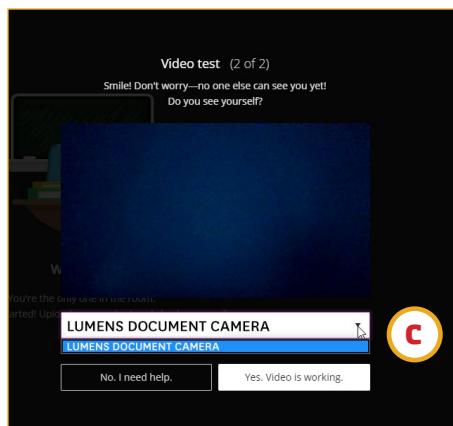 Video test (2 of 2)
Smile! Don't worry—no one else can see you yet!
Do you see yourself?
W
You're the only one in the room.
arted! Uplo
LUMENS DOCUMENT CAMERA
LUMENS DOCUMENT CAMERA
C
No. I need help.
Yes. Video is working.